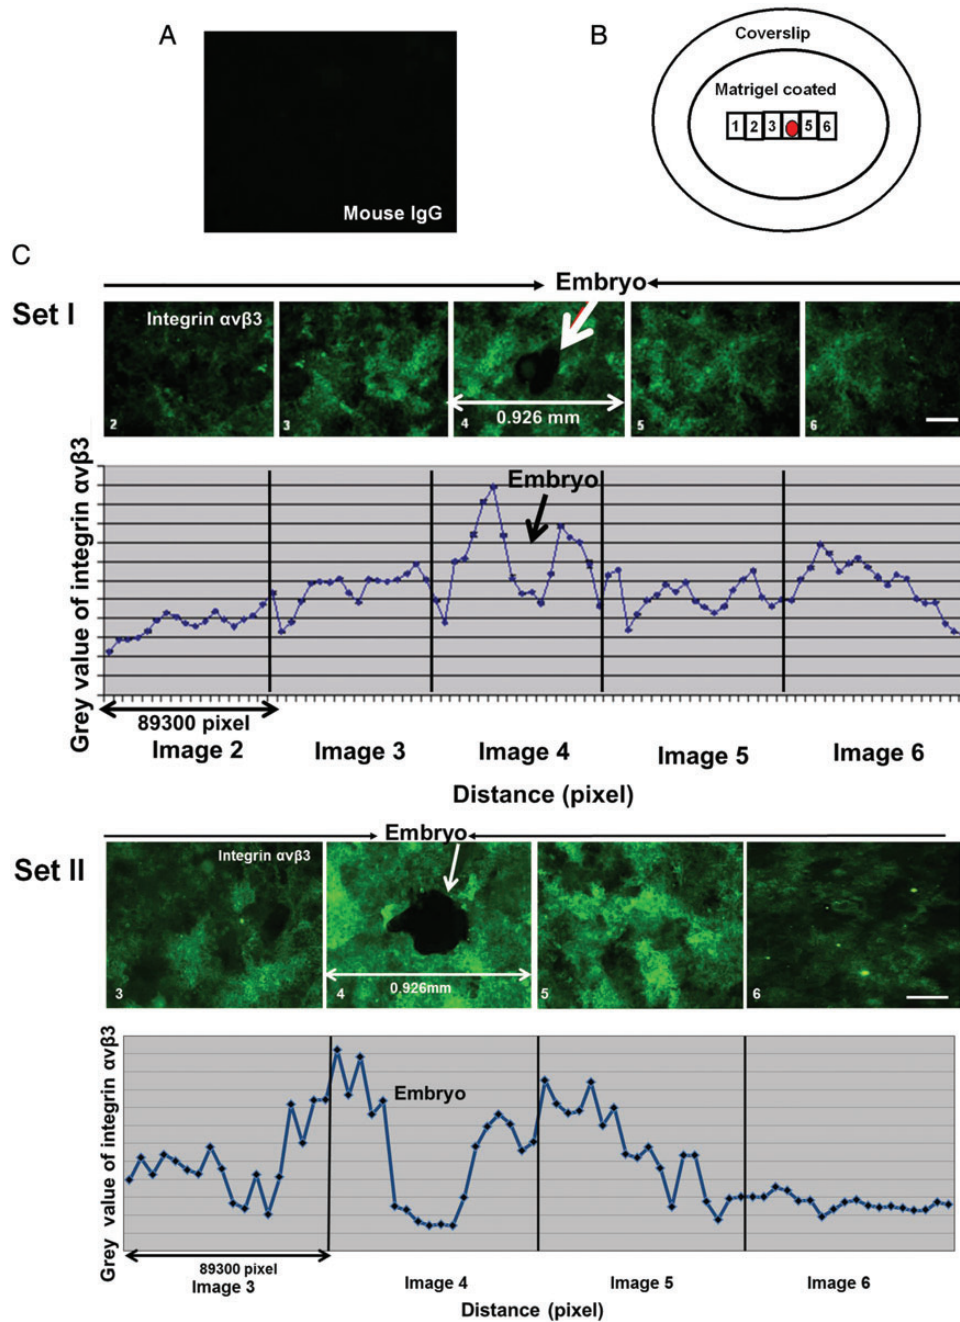 A
Mouse IgG
B
Coverslip
Matrigel coated
1 2 3 5 6
C
Embryo
Set I
Integrin αvβ3
2
3
4
0.926 mm
5
6
Grey value of integrin αvβ3
Embryo
89300 pixel
Image 2
Image 3
Image 4
Image 5
Image 6
Distance (pixel)
Embryo
Set II
Integrin αvβ3
3
4
0.926mm
5
6
Grey value of integrin αvβ3
Embryo
89300 pixel
Image 3
Image 4
Image 5
Image 6
Distance (pixel)